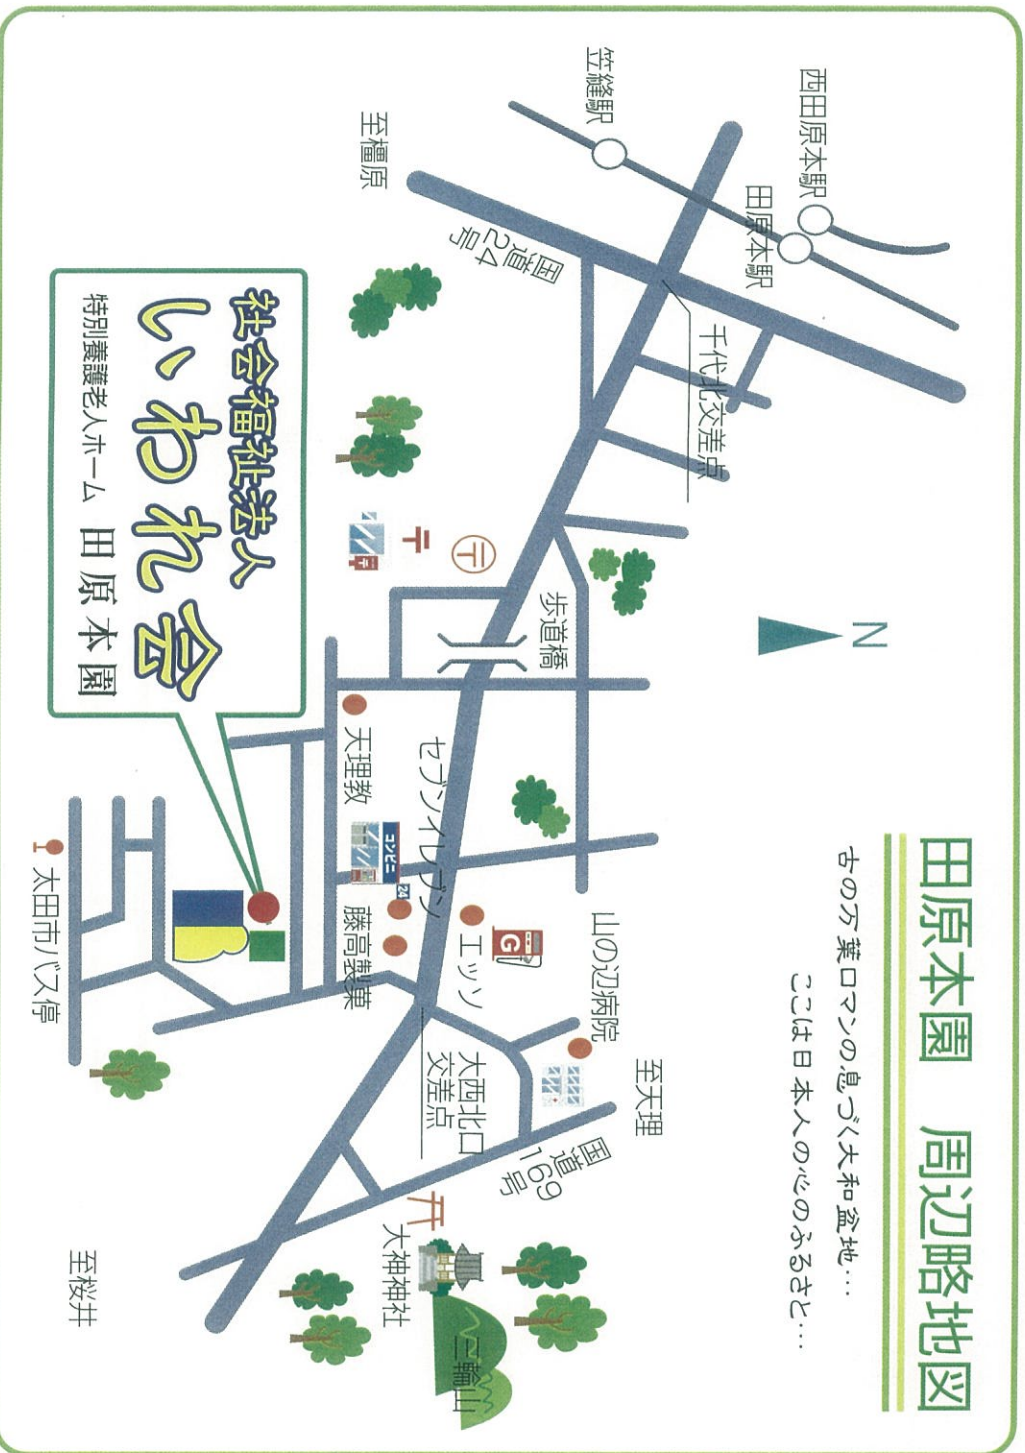 田原本園 周辺略地図
古の万葉ロマンの息づく大和盆地…
ここは日本人の心のふるさと…
N
西田原本駅
田原本駅
笠縫駅
至橿原
国道24号
千代北交差点
歩道橋
天理教
セブンイレブン
コンビニ
24
藤高製菓
エッソ
G
山の辺病院
至天理
大西北口
交差点
国道169号
大神神社
三輪山
至桜井
太田市バス停
社会福祉法人
いわれ会
特別養護老人ホーム 田原本園